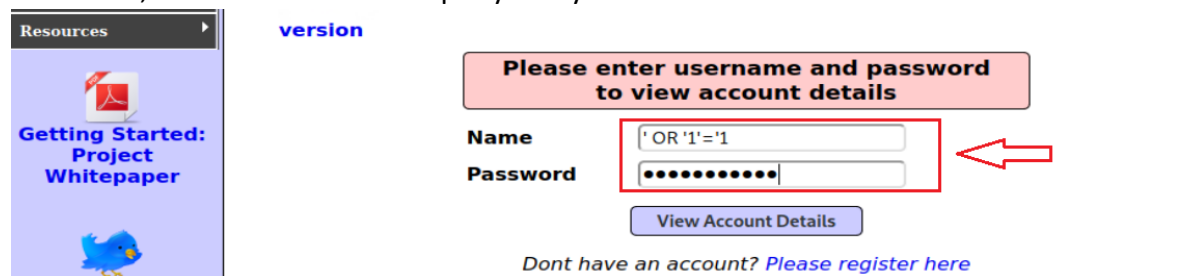 Resources
version
Please enter username and password
to view account details
Name
' OR '1'='1
Password
•••••••••••
View Account Details
Dont have an account? Please register here
PDF
Getting Started:
Project
Whitepaper